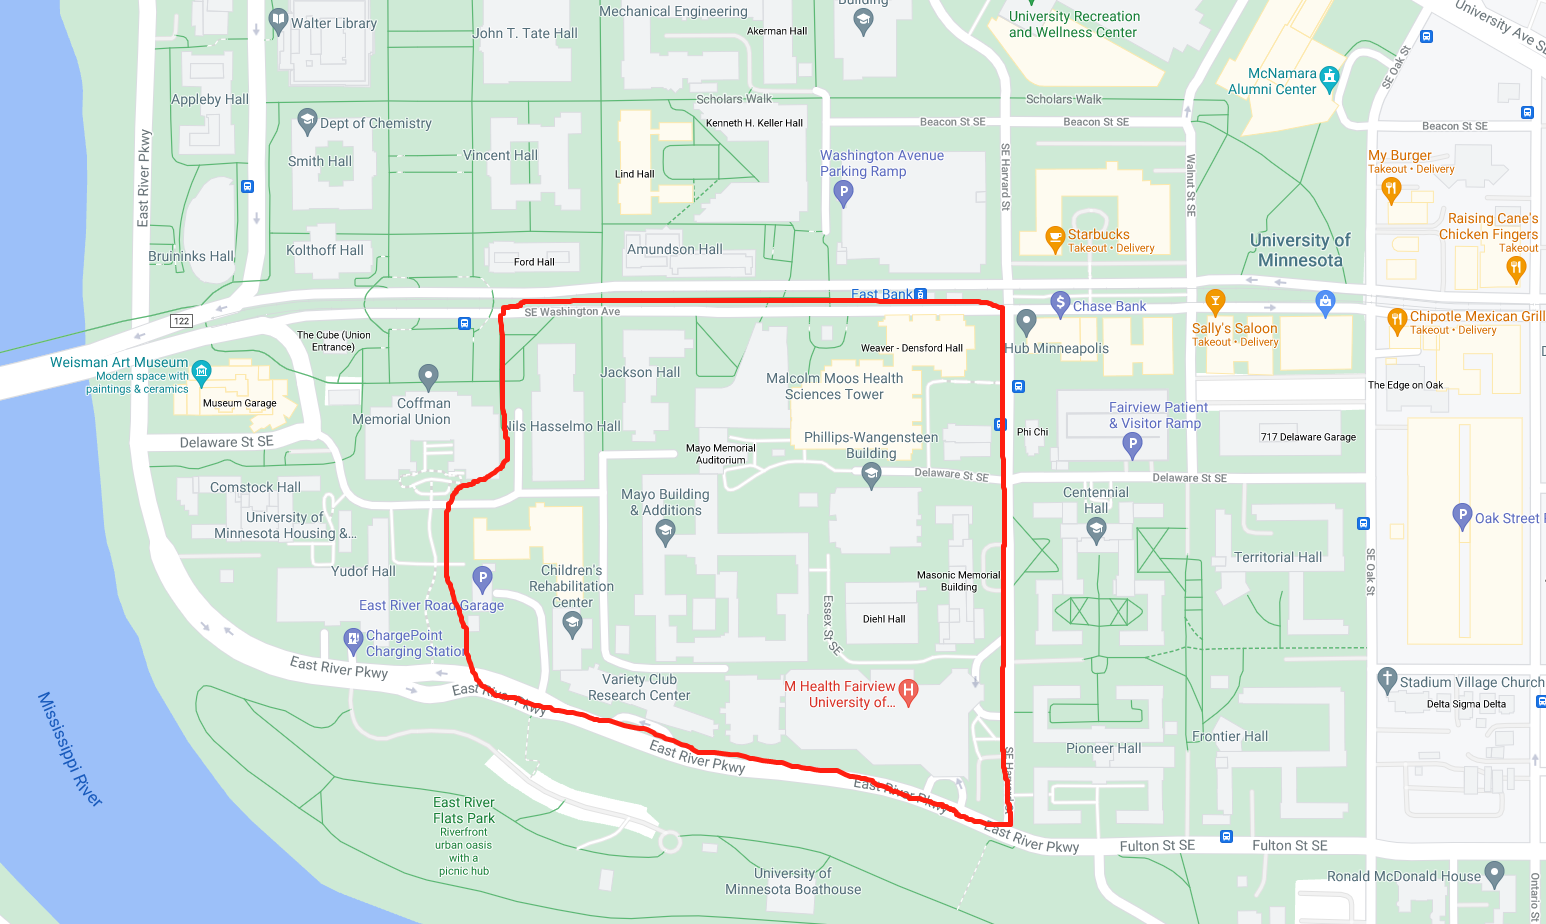 Walter Library
Mechanical Engineering
John T. Tate Hall
Akerman Hall
Building
University Recreation
and Wellness Center
University Ave SE
SE Oak St
McNamara
Alumni Center
Appleby Hall
Scholars Walk
Scholars Walk
Dept of Chemistry
Kenneth H. Keller Hall
Beacon St SE
Beacon St SE
Beacon St SE
East River Pkwy
Smith Hall
Vincent Hall
Lind Hall
Washington Avenue
Parking Ramp
P
SE Harvard St
Walnut St SE
My Burger
Takeout • Delivery
Raising Cane's
Chicken Fingers
Takeout
Starbucks
Takeout • Delivery
University of
Minnesota
Bruininks Hall
Kolthoff Hall
Ford Hall
Amundson Hall
East Bank
SE Washington Ave
122
$
Chase Bank
The Cube (Union
Entrance)
Sally's Saloon
Takeout • Delivery
Chipotle Mexican Grill
Takeout • Delivery
Weisman Art Museum
Modern space with
paintings & ceramics
Museum Garage
Weaver - Densford Hall
Hub Minneapolis
Jackson Hall
Malcolm Moos Health
Sciences Tower
The Edge on Oak
Coffman
Memorial Union
Nils Hasselmo Hall
Fairview Patient
& Visitor Ramp
P
Delaware St SE
Phillips-Wangensteen
Building
Mayo Memorial
Auditorium
Phi Chi
717 Delaware Garage
Delaware St SE
Delaware St SE
Comstock Hall
University of
Minnesota Housing &...
Mayo Building
& Additions
Centennial
Hall
P
Oak Street
Yudof Hall
P
East River Road Garage
Children's
Rehabilitation
Center
Masonic Memorial
Building
Territorial Hall
SE Oak St
Essex St SE
Diehl Hall
ChargePoint
Charging Station
East River Pkwy
East River Pkwy
Variety Club
Research Center
M Health Fairview
University of...
H
Stadium Village Church
Delta Sigma Delta
Mississippi River
Pioneer Hall
Frontier Hall
East River Pkwy
East River Pkwy
SE Harvard St
East River
Flats Park
Riverfront
urban oasis
with a
picnic hub
East River Pkwy
Fulton St SE
Fulton St SE
University of
Minnesota Boathouse
Ronald McDonald House
Ontario St